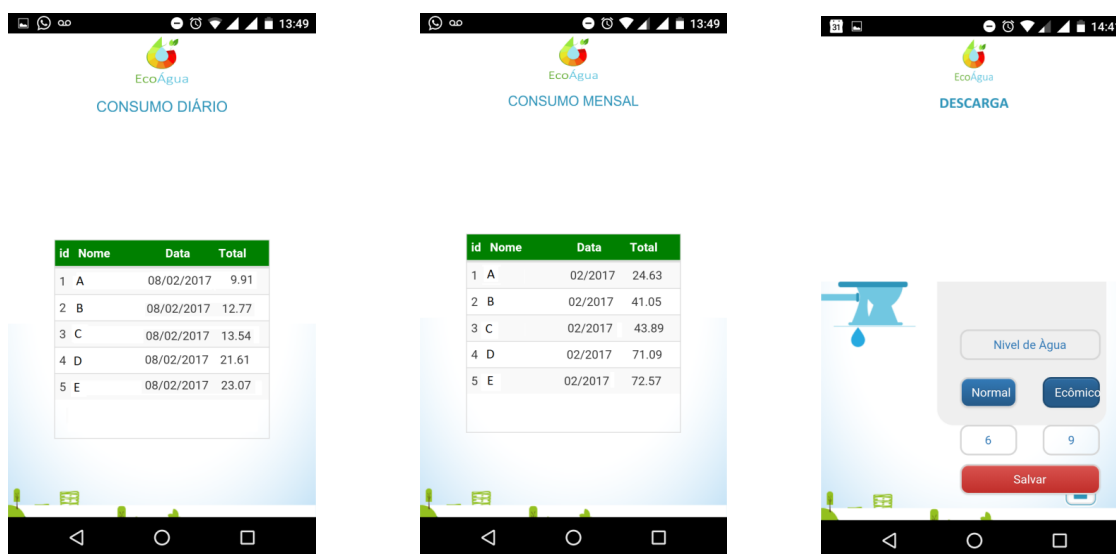 13:49
EcoÁgua
CONSUMO DIÁRIO
id Nome Data Total
1 A 08/02/2017 9.91
2 B 08/02/2017 12.77
3 C 08/02/2017 13.54
4 D 08/02/2017 21.61
5 E 08/02/2017 23.07
13:49
EcoÁgua
CONSUMO MENSAL
id Nome Data Total
1 A 02/2017 24.63
2 B 02/2017 41.05
3 C 02/2017 43.89
4 D 02/2017 71.09
5 E 02/2017 72.57
31 14:4
EcoÁgua
DESCARGA
Nivel de Àgua
Normal Ecômico
6 9
Salvar